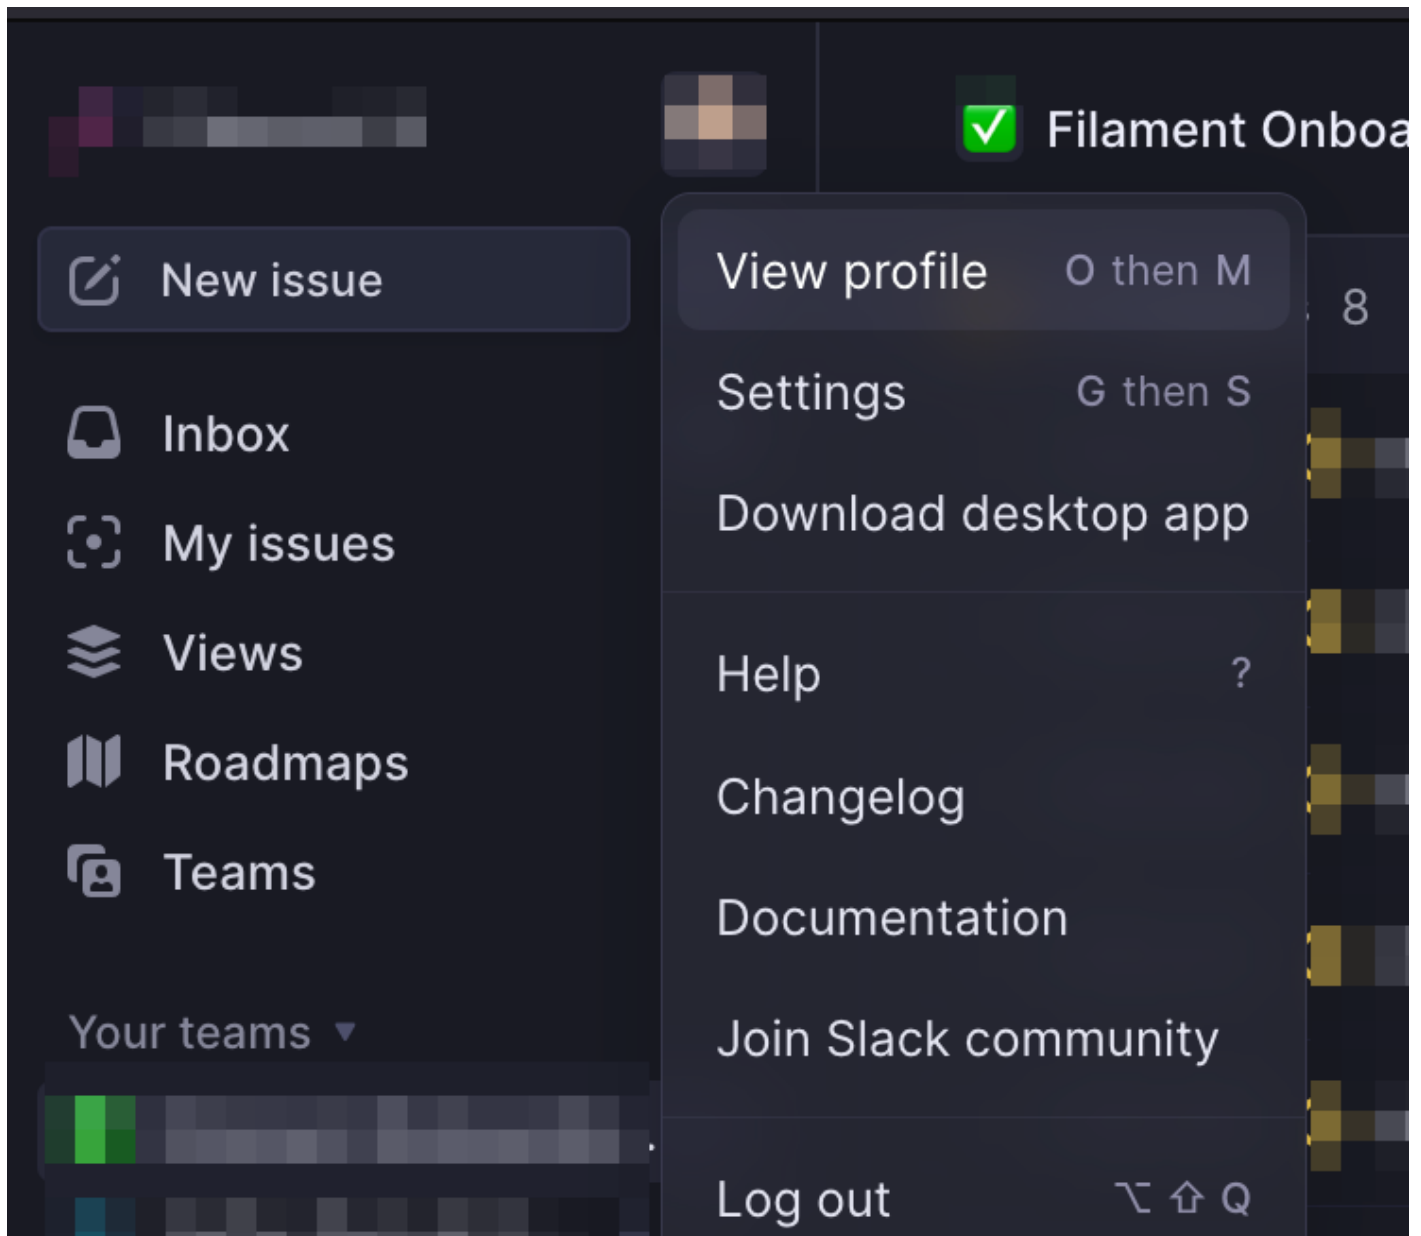 Filament Onboa
New issue
Inbox
My issues
Views
Roadmaps
Teams
Your teams
View profile O then M
Settings G then S
Download desktop app
Help ?
Changelog
Documentation
Join Slack community
Log out ⌥ ⇧ Q
8